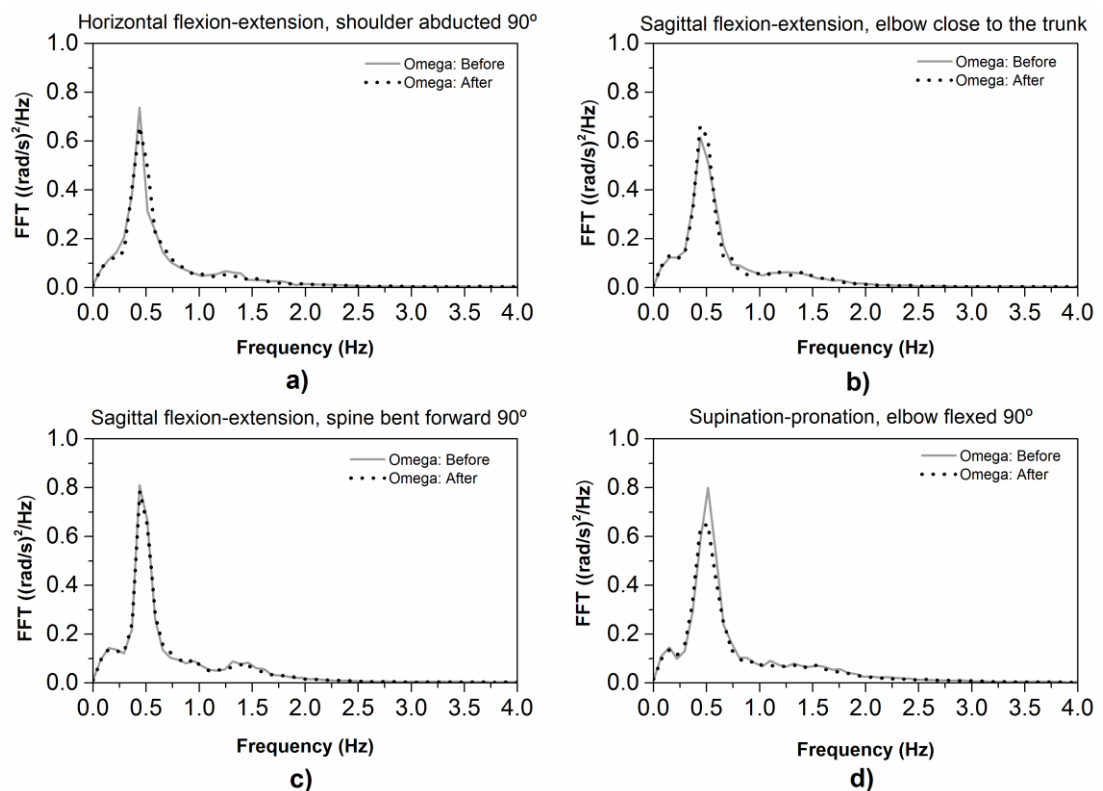 Horizontal flexion-extension, shoulder abducted 90º
1.0
0.8
0.6
0.4
0.2
0.0
FFT ((rad/s)²/Hz)
Omega: Before
Omega: After
0.0 0.5 1.0 1.5 2.0 2.5 3.0 3.5 4.0
Frequency (Hz)
a)
Sagittal flexion-extension, elbow close to the trunk
1.0
0.8
0.6
0.4
0.2
0.0
FFT ((rad/s)²/Hz)
Omega: Before
Omega: After
0.0 0.5 1.0 1.5 2.0 2.5 3.0 3.5 4.0
Frequency (Hz)
b)
Sagittal flexion-extension, spine bent forward 90º
1.0
0.8
0.6
0.4
0.2
0.0
FFT ((rad/s)²/Hz)
Omega: Before
Omega: After
0.0 0.5 1.0 1.5 2.0 2.5 3.0 3.5 4.0
Frequency (Hz)
c)
Supination-pronation, elbow flexed 90º
1.0
0.8
0.6
0.4
0.2
0.0
FFT ((rad/s)²/Hz)
Omega: Before
Omega: After
0.0 0.5 1.0 1.5 2.0 2.5 3.0 3.5 4.0
Frequency (Hz)
d)